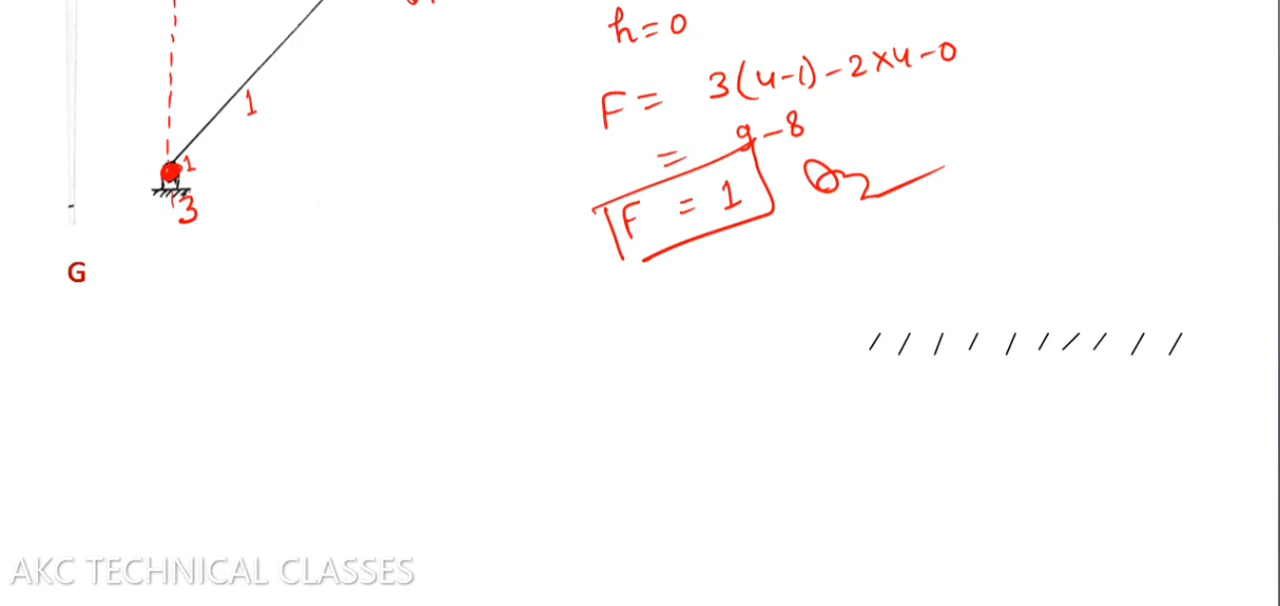 h=0
F = 3(4-1)-2×4-0
1
= 9-8
1
F = 1
3
G
AKC TECHNICAL CLASSES